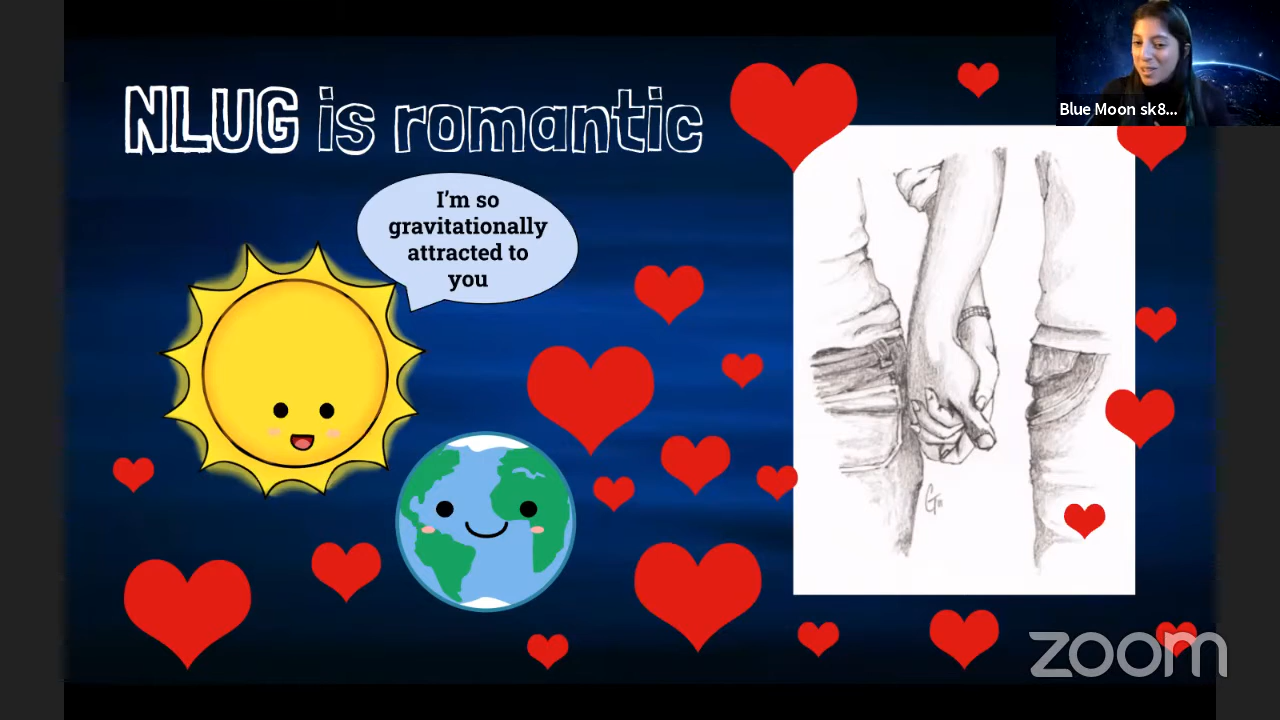 NLUG is romantic
I'm so
gravitationally
attracted to
you
Blue Moon sk8...
zoom